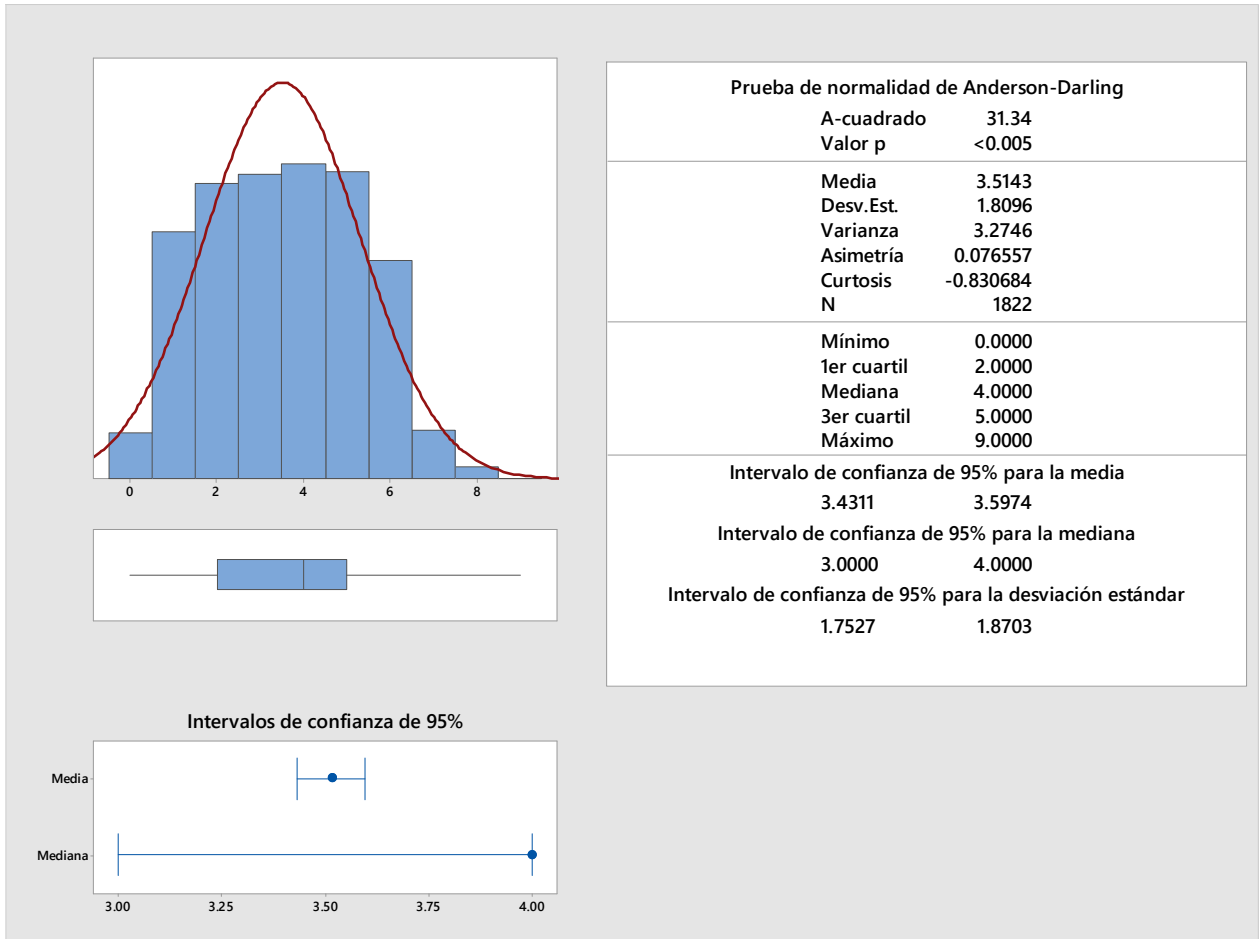 0 2 4 6 8
Intervalos de confianza de 95%
Media
Mediana
3.00 3.25 3.50 3.75 4.00
Prueba de normalidad de Anderson-Darling
A-cuadrado 31.34
Valor p <0.005
Media 3.5143
Desv.Est. 1.8096
Varianza 3.2746
Asimetría 0.076557
Curtosis -0.830684
N 1822
Mínimo 0.0000
1er cuartil 2.0000
Mediana 4.0000
3er cuartil 5.0000
Máximo 9.0000
Intervalo de confianza de 95% para la media
3.4311 3.5974
Intervalo de confianza de 95% para la mediana
3.0000 4.0000
Intervalo de confianza de 95% para la desviación estándar
1.7527 1.8703